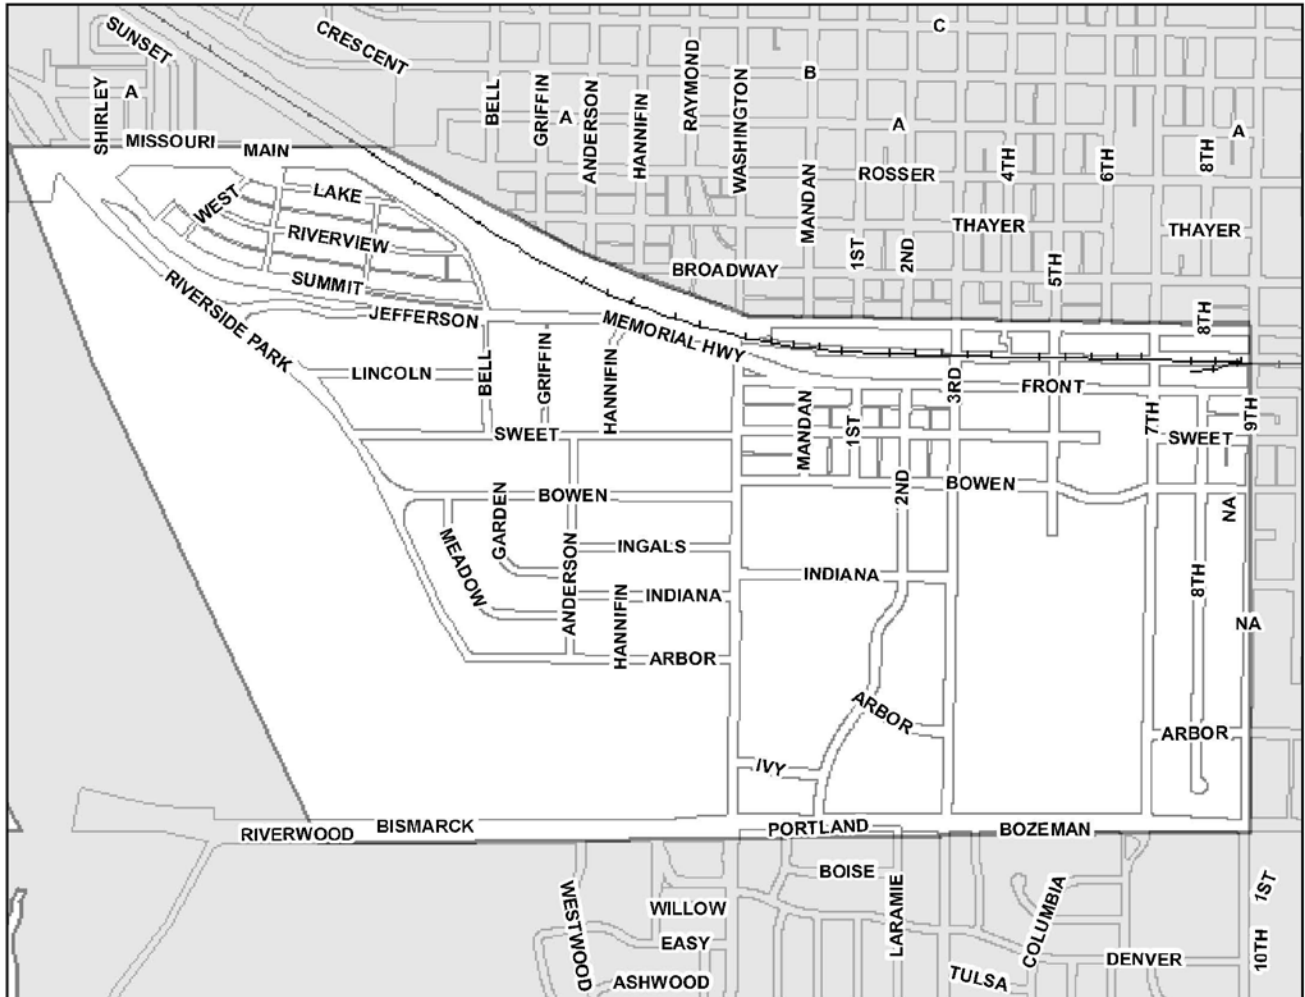 SUNSET
CRESCENT
C
B
SHIRLEY
A
BELL
GRIFFIN
A
ANDERSON
HANNIFIN
RAYMOND
WASHINGTON
A
A
MISSOURI
MAIN
ROSSER
4TH
6TH
8TH
MANDAN
WEST
LAKE
RIVERVIEW
THAYER
THAYER
1ST
2ND
5TH
BROADWAY
SUMMIT
RIVERSIDE PARK
JEFFERSON
MEMORIAL HWY
8TH
LINCOLN
BELL
GRIFFIN
HANNIFIN
3RD
FRONT
MANDAN
1ST
7TH
9TH
SWEET
SWEET
2ND
BOWEN
BOWEN
GARDEN
NA
MEADOW
ANDERSON
INGALS
INDIANA
8TH
INDIANA
HANNIFIN
NA
ARBOR
ARBOR
ARBOR
IVY
RIVERWOOD
BISMARCK
PORTLAND
BOZEMAN
BOISE
WESTWOOD
WILLOW
LARAMIE
COLUMBIA
1ST
EASY
10TH
DENVER
ASHWOOD
TULSA